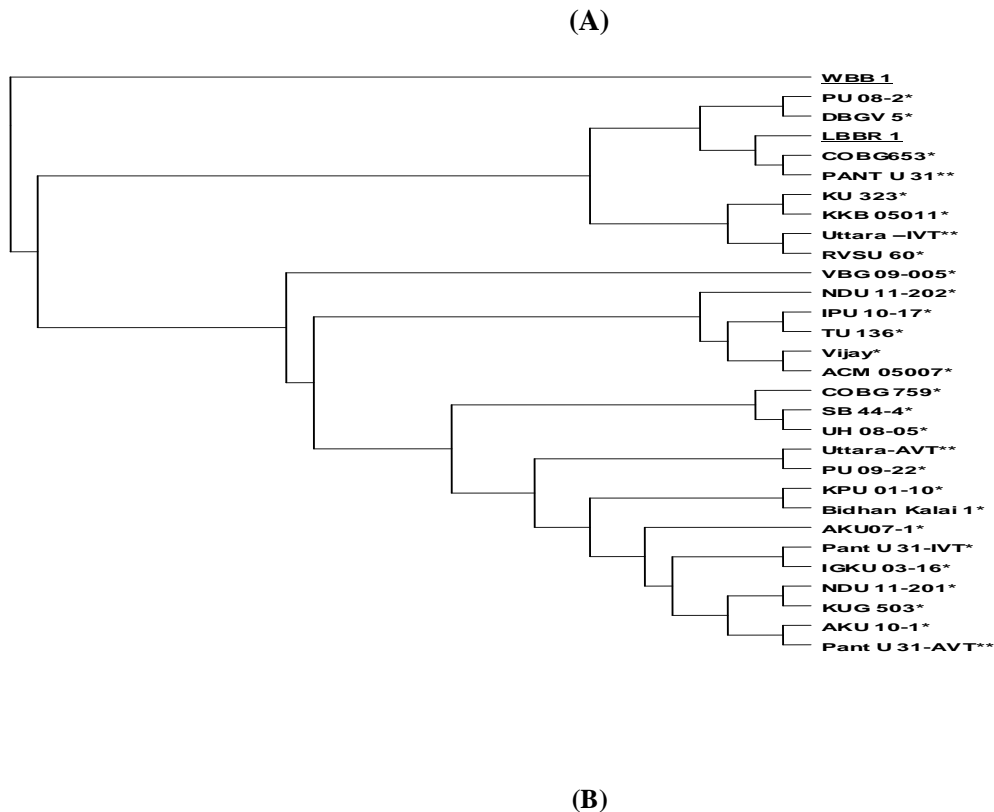 (A)
WBB 1
PU 08-2*
DBGV 5*
LBBR 1
COBG653*
PANT U 31**
KU 323*
KKB 05011*
Uttara –IVT**
RVSU 60*
VBG 09-005*
NDU 11-202*
IPU 10-17*
TU 136*
Vijay*
ACM 05007*
COBG 759*
SB 44-4*
UH 08-05*
Uttara-AVT**
PU 09-22*
KPU 01-10*
Bidhan Kalai 1*
AKU07-1*
Pant U 31-IVT*
IGKU 03-16*
NDU 11-201*
KUG 503*
AKU 10-1*
Pant U 31-AVT**
(B)